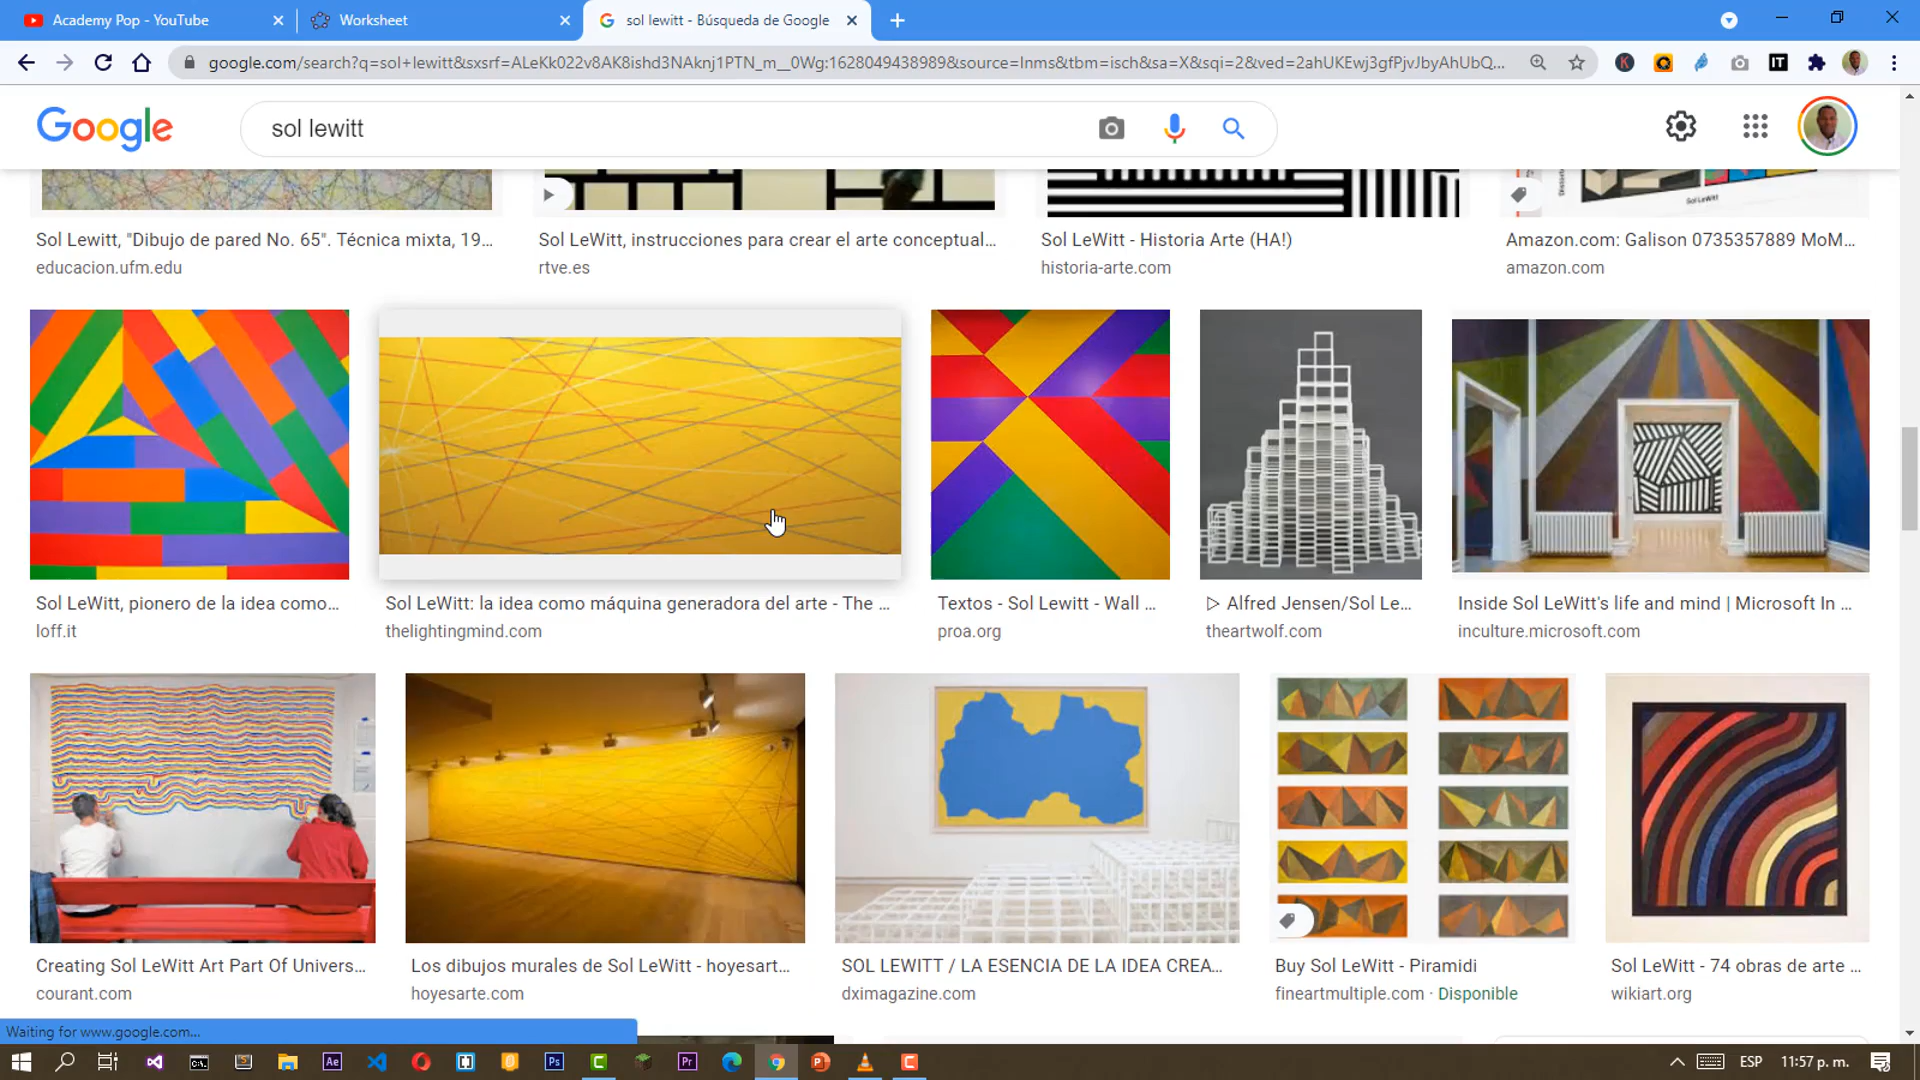 Academy Pop - YouTube
Worksheet
sol lewitt - Búsqueda de Google
google.com/search?q=sol+lewitt&sxsrf=ALeKk022v8AK8ishd3NAknj1PTN_m__0Wg:1628049438989&source=lnms&tbm=isch&sa=X&sqi=2&ved=2ahUKEwj3gfPjvJbyAhUbQ...
Google
sol lewitt
Sol LeWitt
Sol Lewitt, "Dibujo de pared No. 65". Técnica mixta, 19...
educacion.ufm.edu
Sol LeWitt, instrucciones para crear el arte conceptual...
rtve.es
Sol LeWitt - Historia Arte (HA!)
historia-arte.com
Amazon.com: Galison 0735357889 MoM...
amazon.com
Sol LeWitt, pionero de la idea como...
loff.it
Sol LeWitt: la idea como máquina generadora del arte - The ...
thelightingmind.com
Textos - Sol Lewitt - Wall ...
proa.org
▷ Alfred Jensen/Sol Le...
theartwolf.com
Inside Sol LeWitt's life and mind | Microsoft In ...
inculture.microsoft.com
Creating Sol LeWitt Art Part Of Univers...
courant.com
Los dibujos murales de Sol LeWitt - hoyesart...
hoyesarte.com
SOL LEWITT / LA ESENCIA DE LA IDEA CREA...
dximagazine.com
Buy Sol LeWitt - Piramidi
fineartmultiple.com · Disponible
Sol LeWitt - 74 obras de arte ...
wikiart.org
Waiting for www.google.com...
ESP
11:57 p. m.